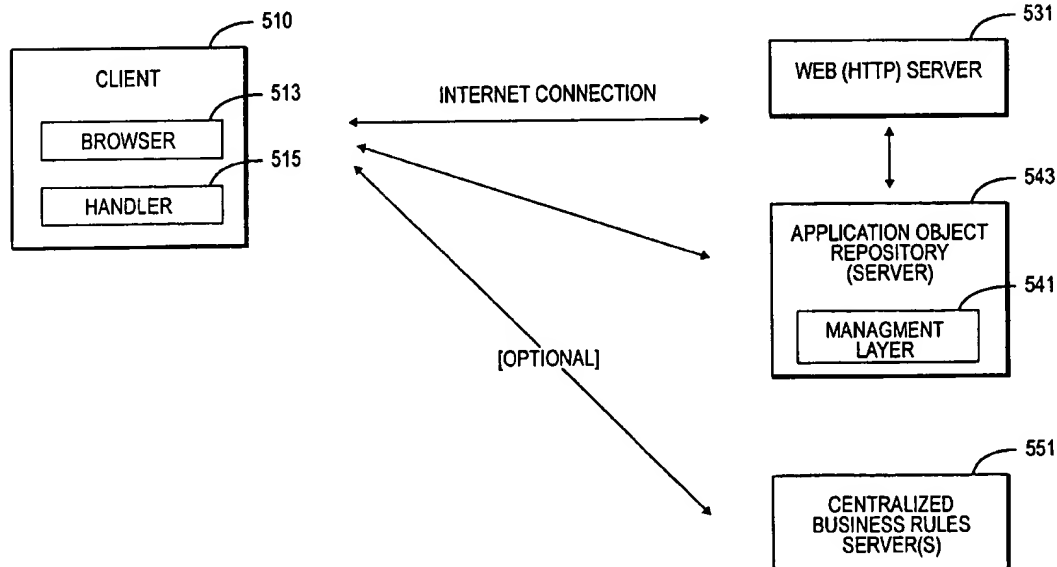 510
CLIENT
513
BROWSER
515
HANDLER
INTERNET CONNECTION
[OPTIONAL]
531
WEB (HTTP) SERVER
543
APPLICATION OBJECT
REPOSITORY
(SERVER)
541
MANAGMENT
LAYER
551
CENTRALIZED
BUSINESS RULES
SERVER(S)